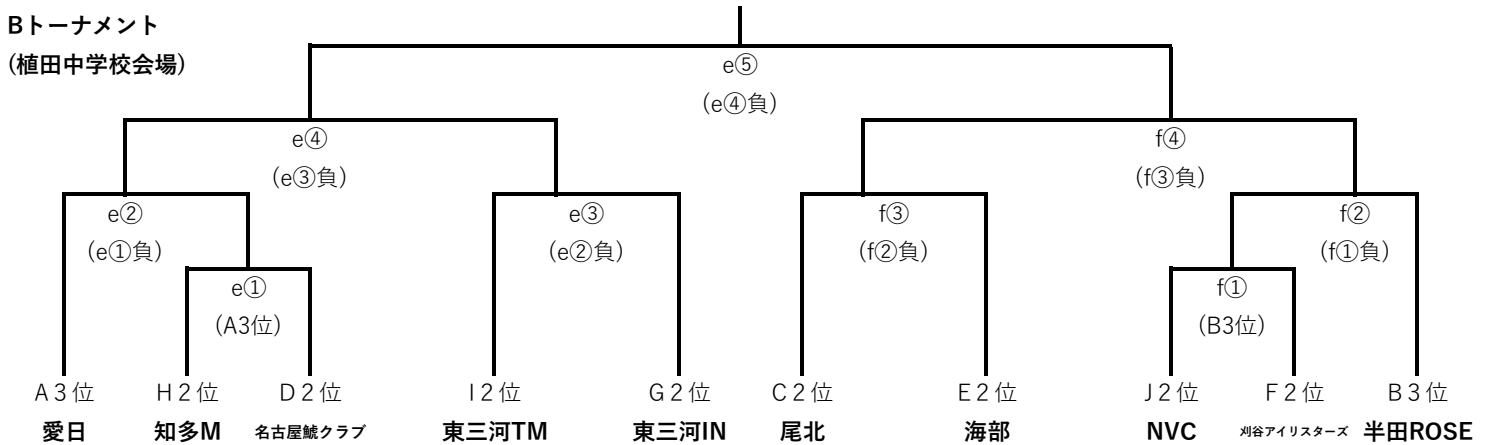 Bトーナメント
(植田中学校会場)
e⑤
(e④負)
e④
(e③負)
f④
(f③負)
e②
(e①負)
e③
(e②負)
f③
(f②負)
f②
(f①負)
e①
(A3位)
f①
(B3位)
A３位 H２位 D２位 I２位 G２位 C２位 E２位 J２位 F２位 B３位
愛日 知多M 名古屋鯱クラブ 東三河TM 東三河IN 尾北 海部 NVC 刈谷アイリスターズ 半田ROSE